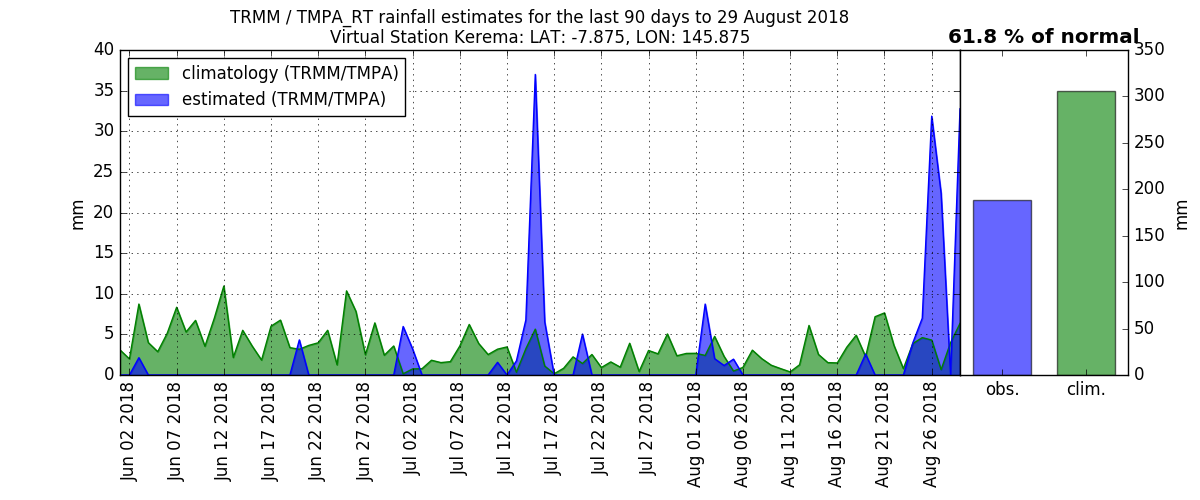 TRMM / TMPA_RT rainfall estimates for the last 90 days to 29 August 2018
Virtual Station Kerema: LAT: -7.875, LON: 145.875
61.8 % of normal
climatology (TRMM/TMPA)
estimated (TRMM/TMPA)
40
35
30
25
20
15
10
5
0
mm
350
300
250
200
150
100
50
0
mm
Jun 02 2018
Jun 07 2018
Jun 12 2018
Jun 17 2018
Jun 22 2018
Jun 27 2018
Jul 02 2018
Jul 07 2018
Jul 12 2018
Jul 17 2018
Jul 22 2018
Jul 27 2018
Aug 01 2018
Aug 06 2018
Aug 11 2018
Aug 16 2018
Aug 21 2018
Aug 26 2018
obs.
clim.